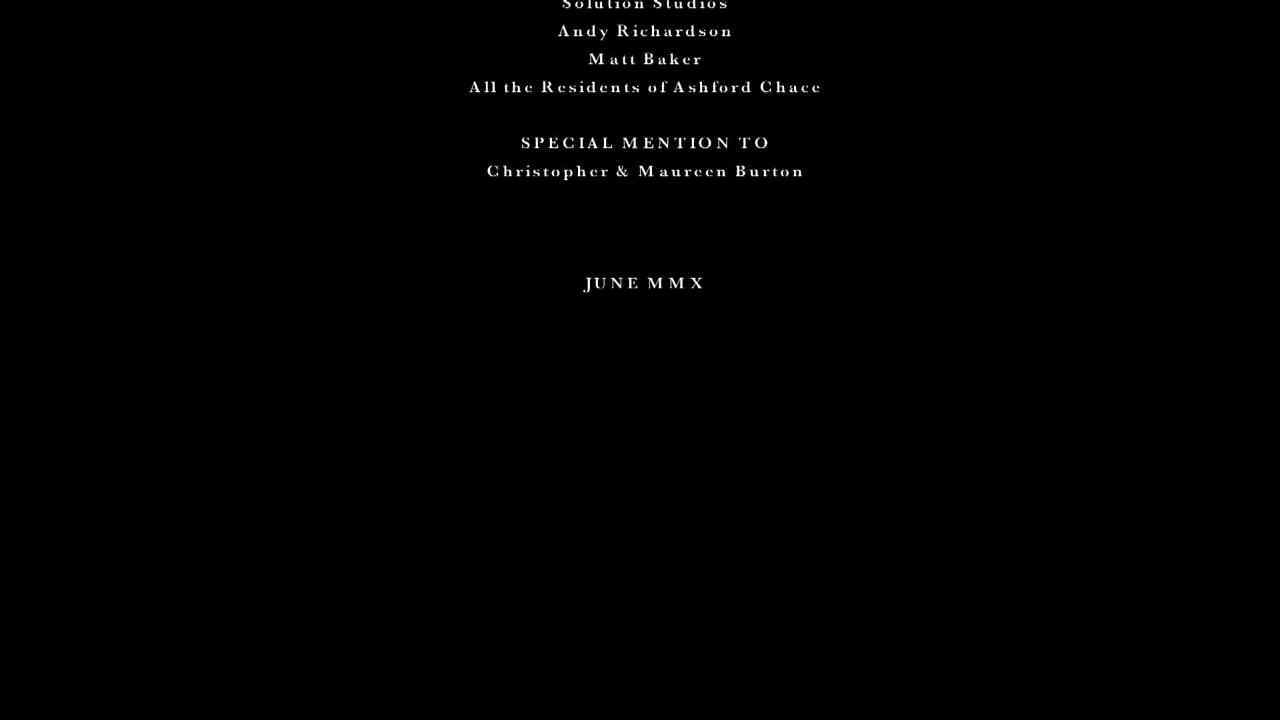 Solution Studios
Andy Richardson
Matt Baker
All the Residents of Ashford Chace
SPECIAL MENTION TO
Christopher & Maureen Burton
JUNE MMX